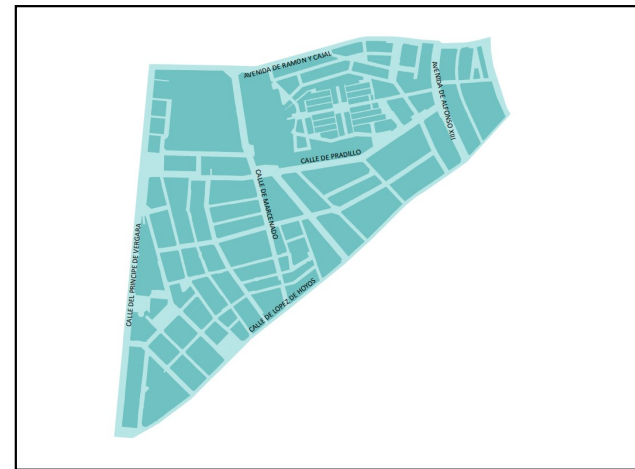 AVENIDA DE RAMON Y CAJAL
AVENIDA DE ALFONSO XIII
CALLE DE PRADILLO
CALLE DE MARCENADO
CALLE DEL PRINCIPE DE VERGARA
CALLE DE LOPEZ DE HOYOS